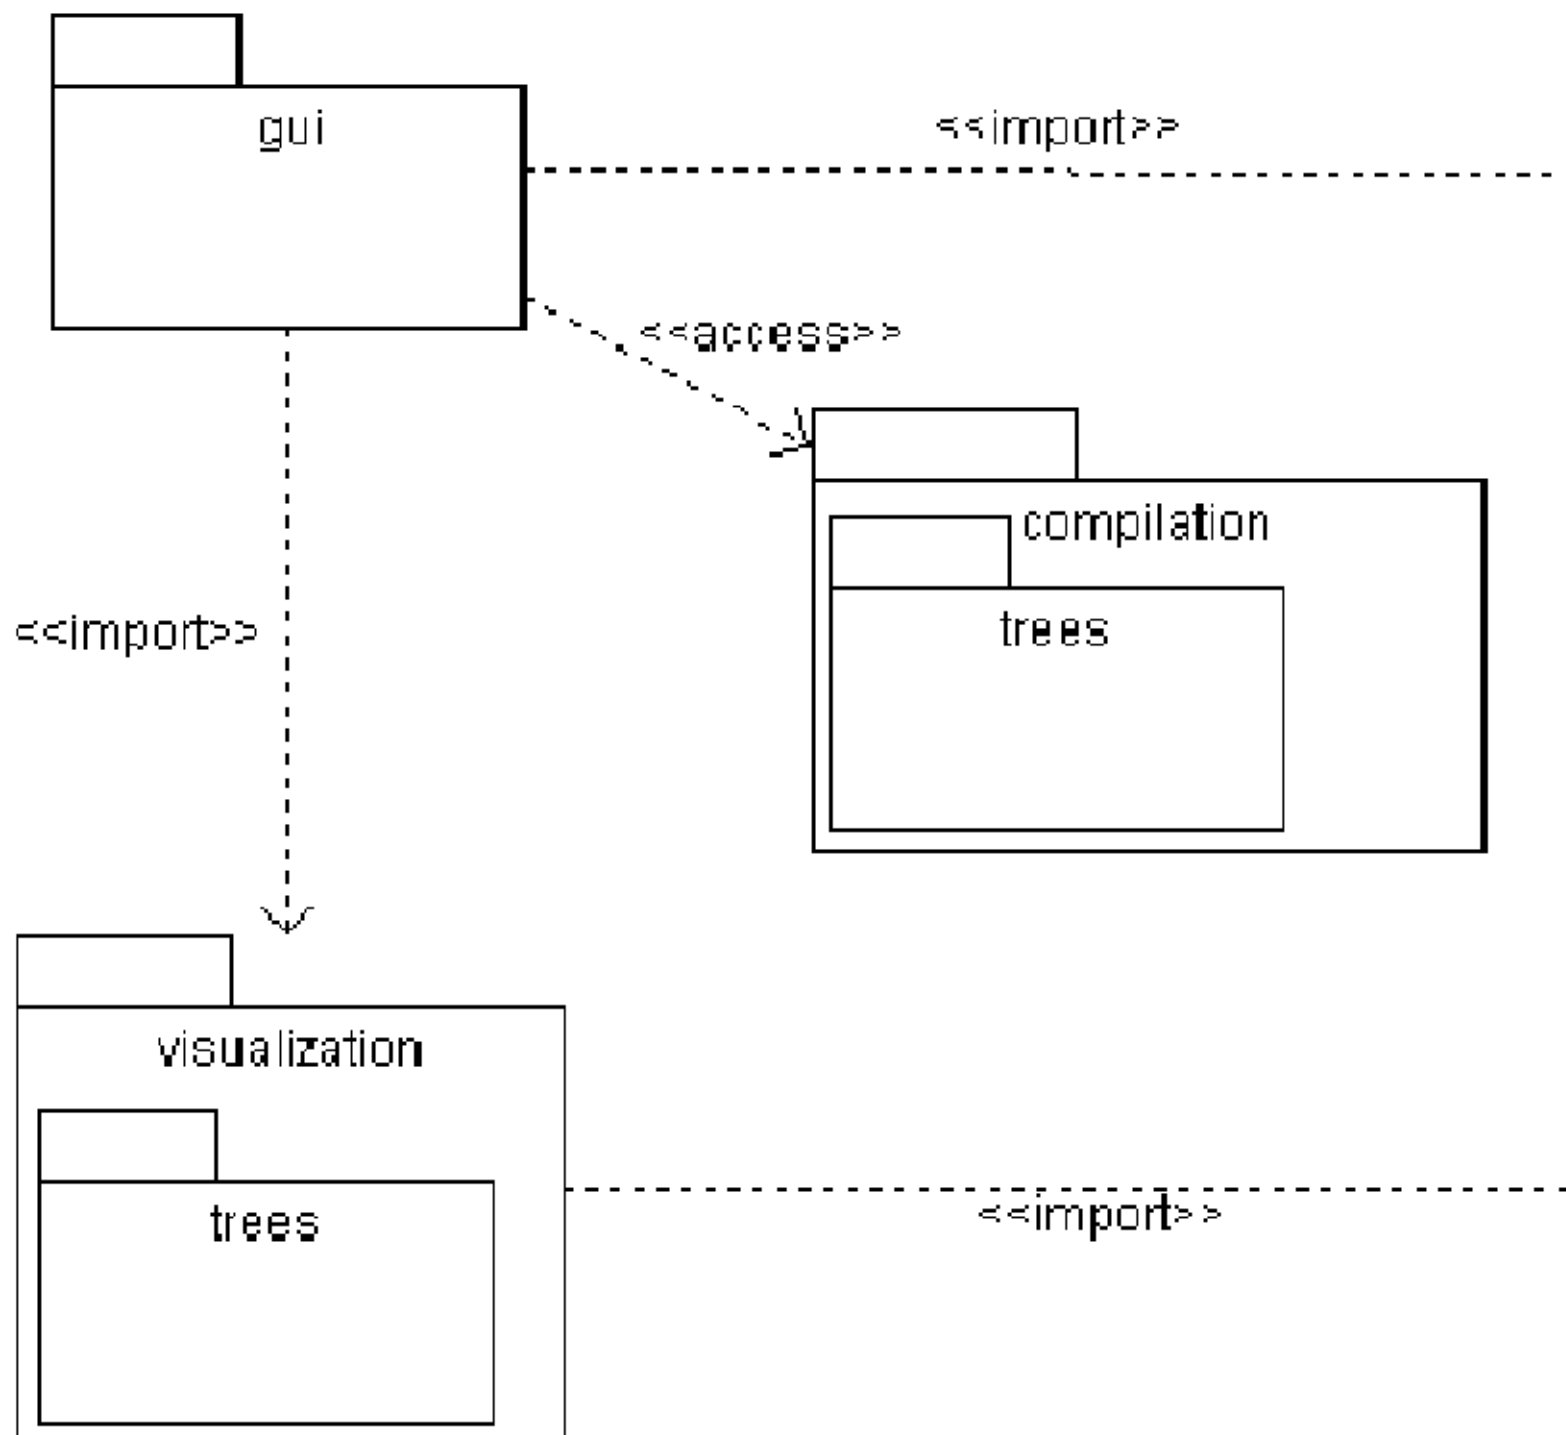 gui
<<import>>
<<access>>
compilation
trees
<<import>>
visualization
trees
<<import>>